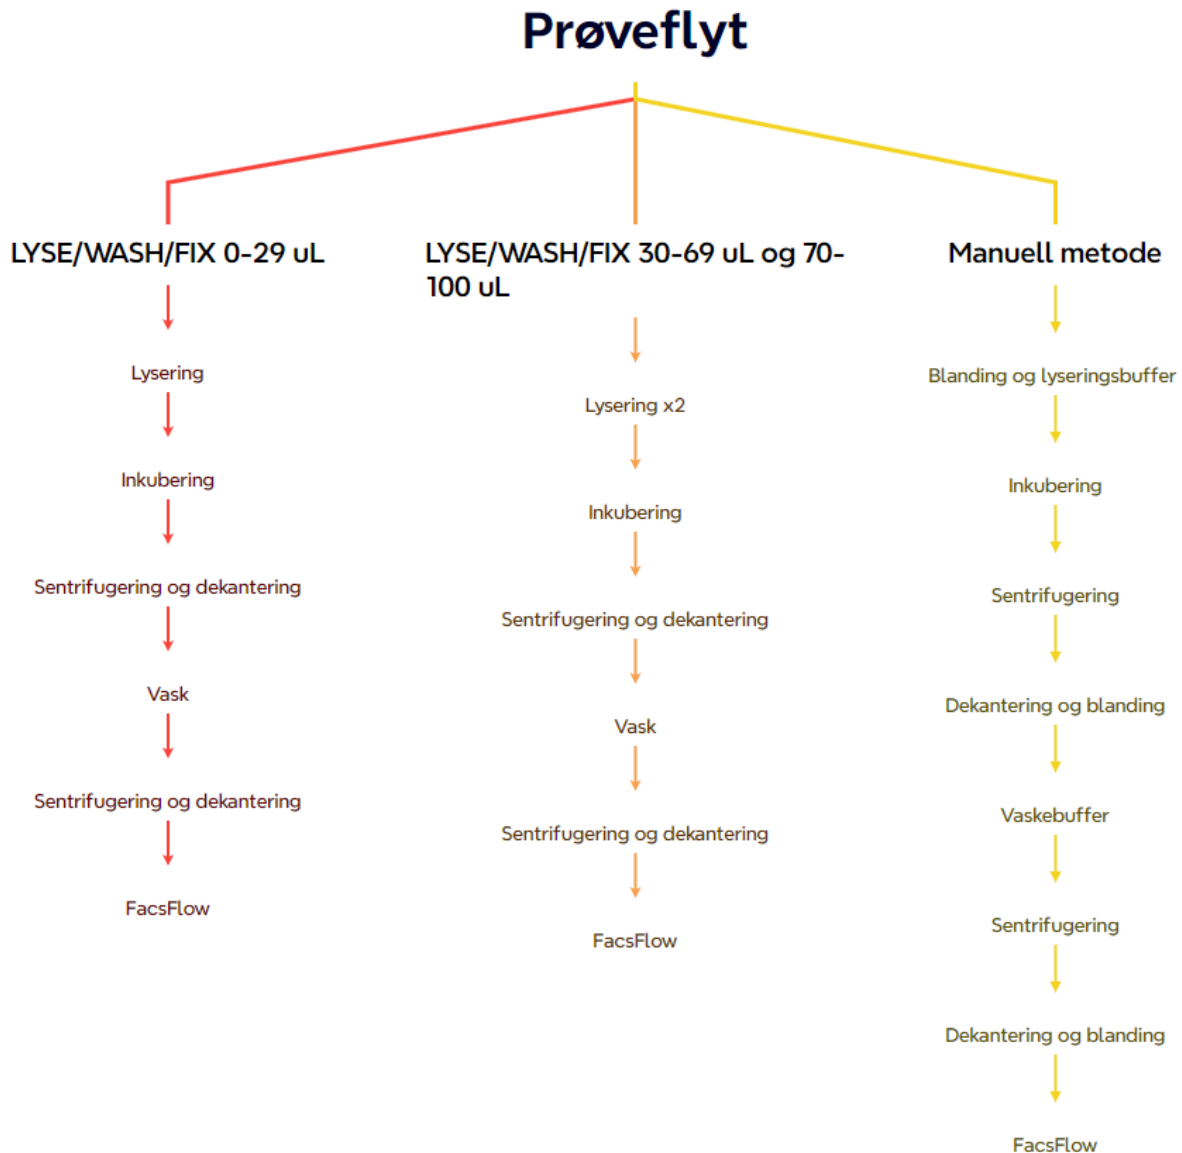 Prøveflyt
LYSE/WASH/FIX 0-29 uL
Lysering
Inkubering
Sentrifugering og dekantering
Vask
Sentrifugering og dekantering
FacsFlow
LYSE/WASH/FIX 30-69 uL og 70-
100 uL
Lysering x2
Inkubering
Sentrifugering og dekantering
Vask
Sentrifugering og dekantering
FacsFlow
Manuell metode
Blanding og lyseringsbuffer
Inkubering
Sentrifugering
Dekantering og blanding
Vaskebuffer
Sentrifugering
Dekantering og blanding
FacsFlow